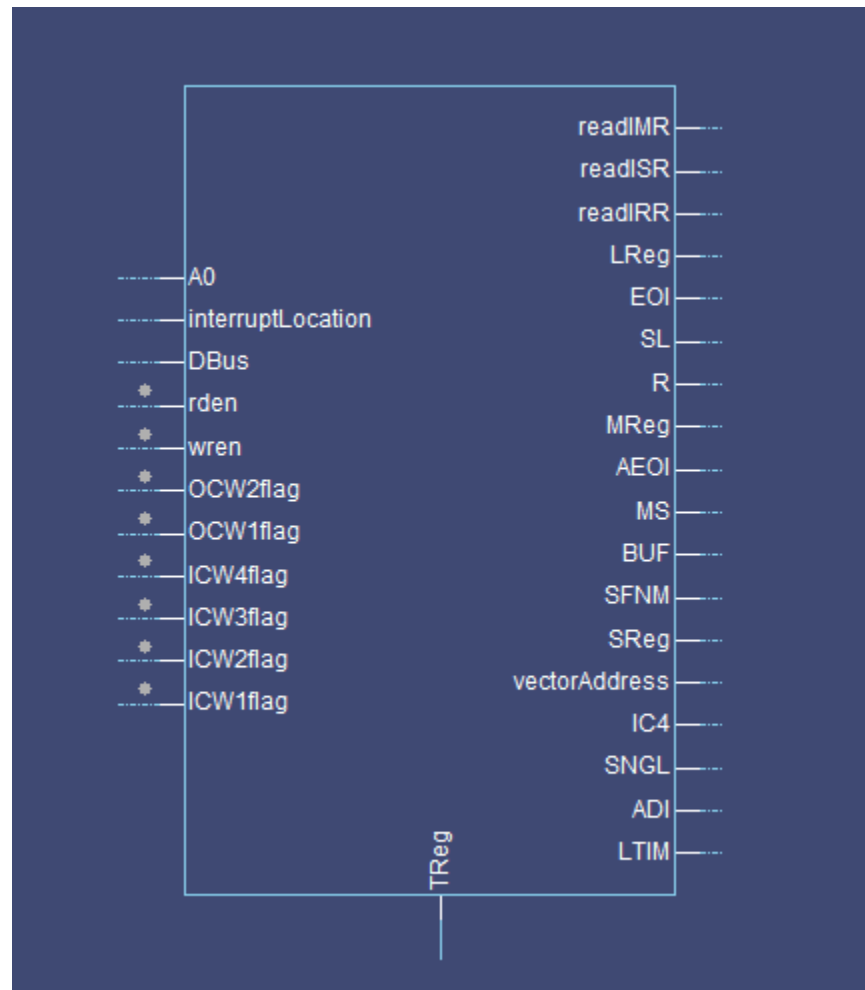 readIMR
readISR
readIRR
LReg
A0
EOI
interruptLocation
SL
DBus
R
rden
MReg
wren
AEOI
OCW2flag
MS
OCW1flag
BUF
ICW4flag
SFNM
ICW3flag
SReg
ICW2flag
vectorAddress
ICW1flag
IC4
SNGL
ADI
LTIM
TReg